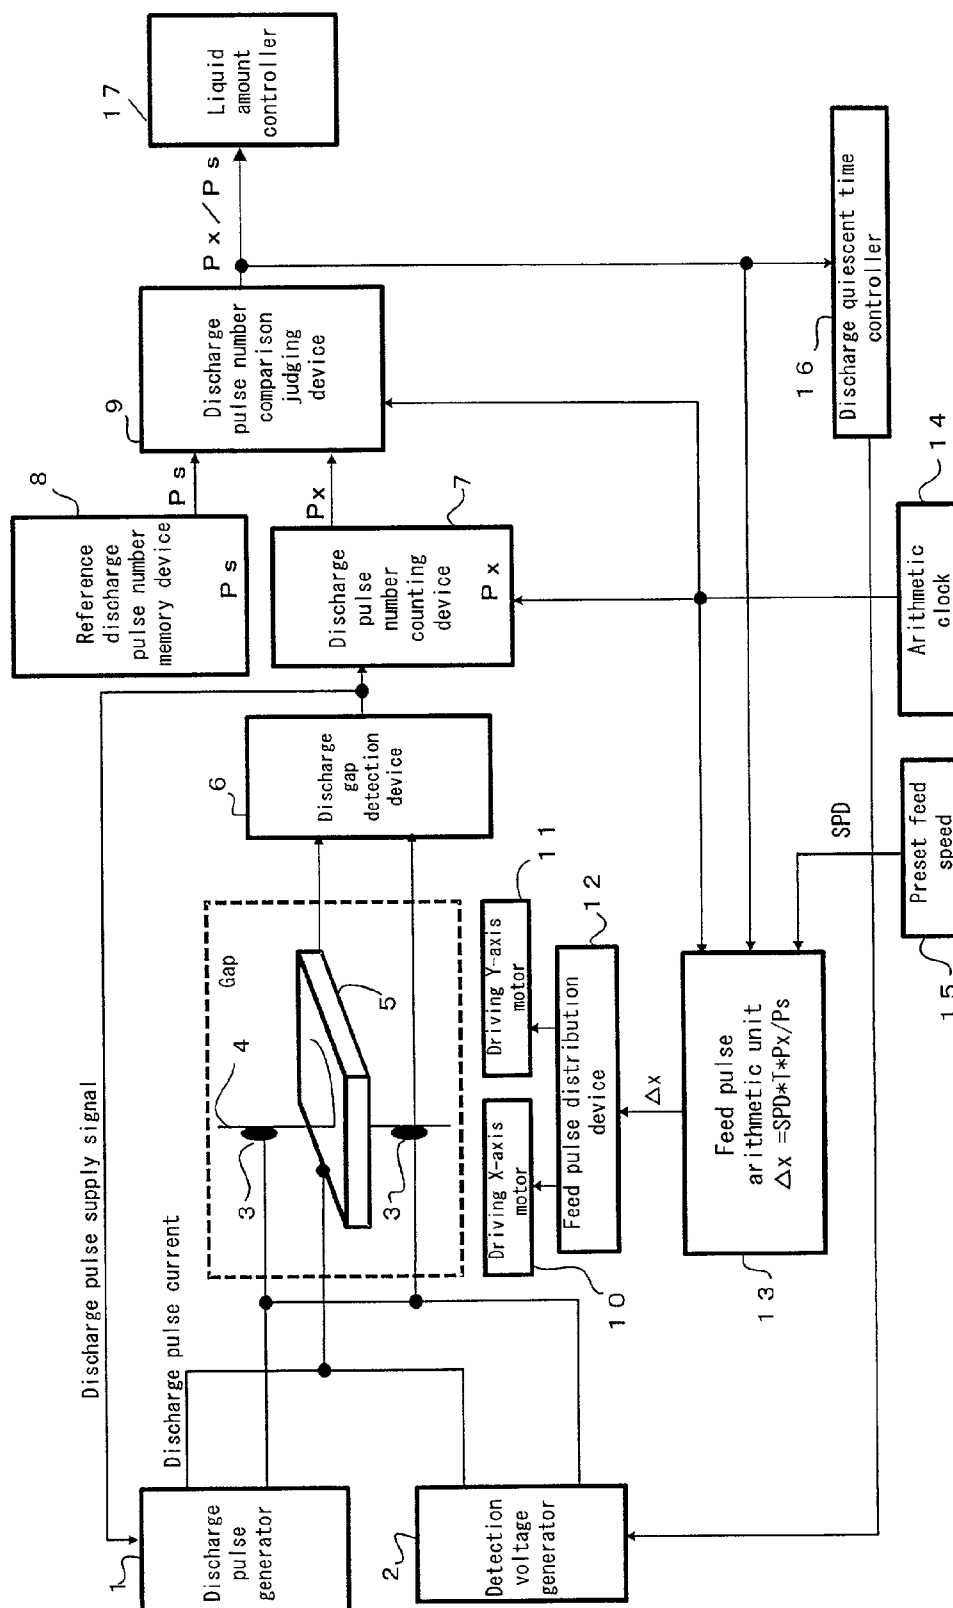 Discharge pulse supply signal
Discharge pulse current
1
Discharge
pulse
generator
2
Detection
voltage
generator
Gap
3
4
5
3
6
Discharge
gap
detection
device
7
Discharge
pulse
number
counting
device
Px
8
Reference
discharge
pulse number
memory device
Ps
Ps
Px
9
Discharge
pulse number
comparison
judging
device
Px/Ps
17
Liquid
amount
controller
10
Driving X-axis
motor
11
Driving Y-axis
motor
12
Feed pulse distribution
device
Δx
13
Feed pulse
arithmetic unit
Δx =SPD*T*Px/Ps
SPD
15
Preset feed
speed
14
Arithmetic
clock
16
Discharge quiescent time
controller